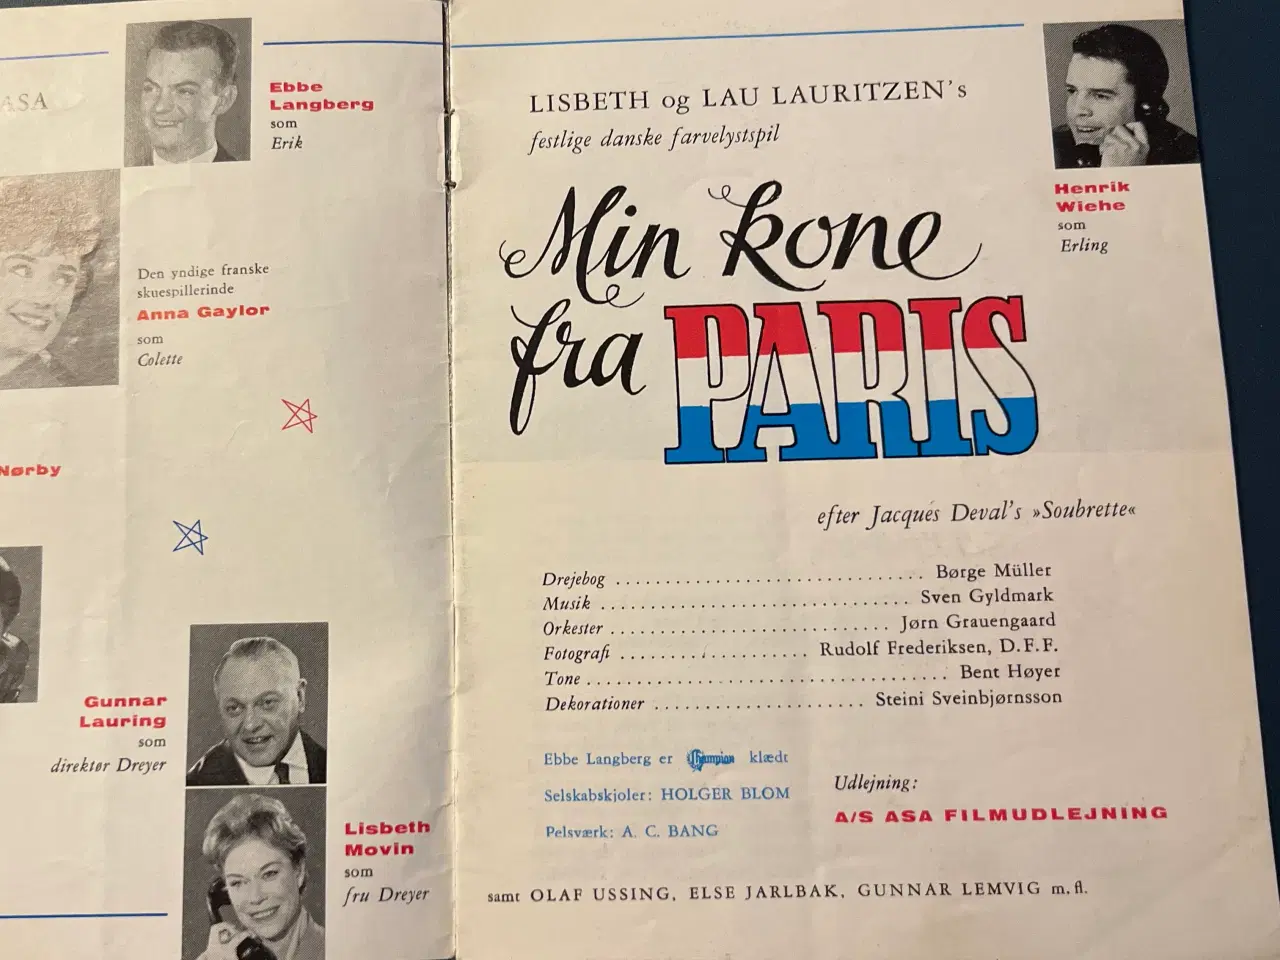 ASA
Ebbe
Langberg
som
Erik
Den yndige franske
skuespillerinde
Anna Gaylor
som
Colette
Nørby
Gunnar
Lauring
som
direktør Dreyer
Lisbeth
Movin
som
fru Dreyer
LISBETH og LAU LAURITZEN's
festlige danske farvelystspil
Henrik
Wiehe
som
Erling
Min kone
fra PARIS
efter Jacques Deval's »Soubrette«
Drejebog .............................. Børge Müller
Musik ............................... Sven Gyldmark
Orkester ............................ Jørn Grauengaard
Fotografi ................... Rudolf Frederiksen, D.F.F.
Tone .................................... Bent Høyer
Dekorationer ..................... Steini Sveinbjørnsson
Ebbe Langberg er Champion klædt
Selskabskjoler: HOLGER BLOM
Pelsværk: A. C. BANG
Udlejning:
A/S ASA FILMUDLEJNING
samt OLAF USSING, ELSE JARLBAK, GUNNAR LEMVIG m. fl.